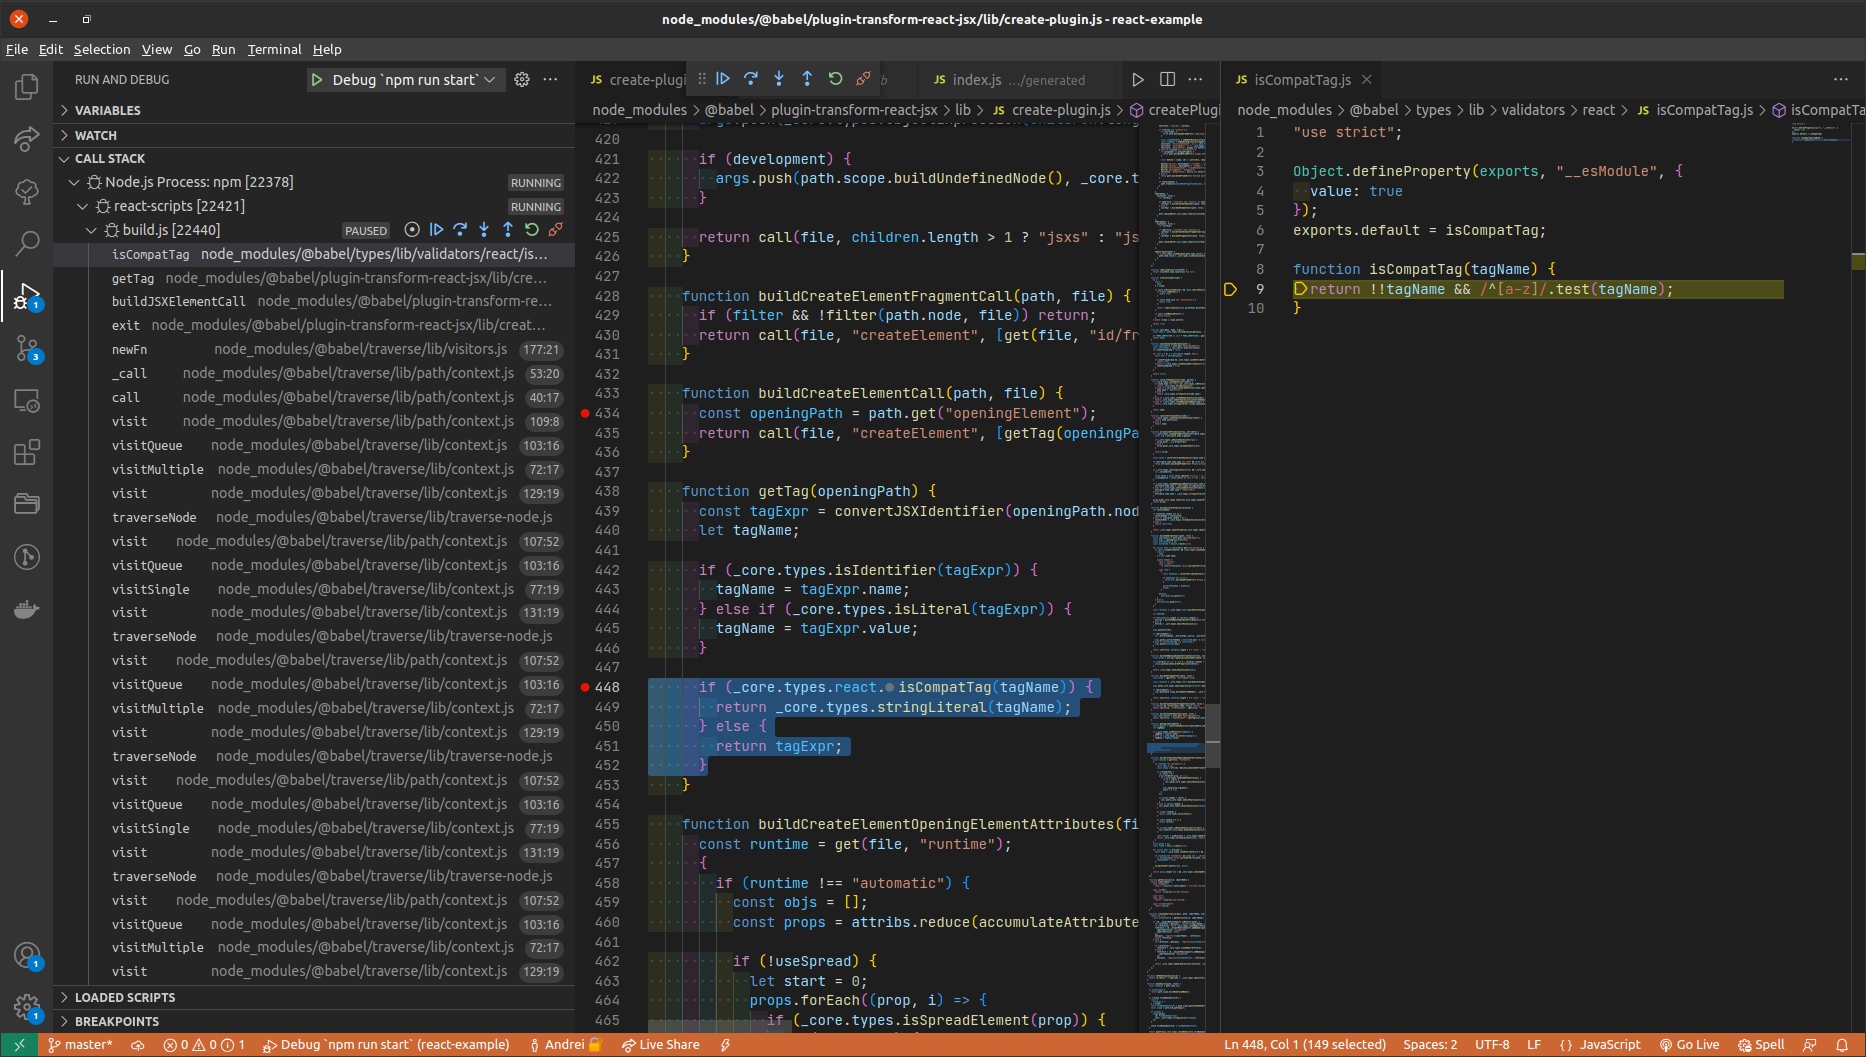 node_modules/@babel/plugin-transform-react-jsx/lib/create-plugin.js - react-example
File Edit Selection View Go Run Terminal Help
RUN AND DEBUG
Debug `npm run start`
VARIABLES
WATCH
CALL STACK
Node.js Process: npm [22378] RUNNING
react-scripts [22421] RUNNING
build.js [22440] PAUSED
isCompatTag node_modules/@babel/types/lib/validators/react/is...
getTag node_modules/@babel/plugin-transform-react-jsx/lib/cre...
buildJSXElementCall node_modules/@babel/plugin-transform-re...
exit node_modules/@babel/plugin-transform-react-jsx/lib/creat...
newFn node_modules/@babel/traverse/lib/visitors.js 177:21
_call node_modules/@babel/traverse/lib/path/context.js 53:20
call node_modules/@babel/traverse/lib/path/context.js 40:17
visit node_modules/@babel/traverse/lib/path/context.js 109:8
visitQueue node_modules/@babel/traverse/lib/context.js 103:16
visitMultiple node_modules/@babel/traverse/lib/context.js 72:17
visit node_modules/@babel/traverse/lib/context.js 129:19
traverseNode node_modules/@babel/traverse/lib/traverse-node.js
visit node_modules/@babel/traverse/lib/path/context.js 107:52
visitQueue node_modules/@babel/traverse/lib/context.js 103:16
visitSingle node_modules/@babel/traverse/lib/context.js 77:19
visit node_modules/@babel/traverse/lib/context.js 131:19
traverseNode node_modules/@babel/traverse/lib/traverse-node.js
visit node_modules/@babel/traverse/lib/path/context.js 107:52
visitQueue node_modules/@babel/traverse/lib/context.js 103:16
visitMultiple node_modules/@babel/traverse/lib/context.js 72:17
visit node_modules/@babel/traverse/lib/context.js 129:19
traverseNode node_modules/@babel/traverse/lib/traverse-node.js
visit node_modules/@babel/traverse/lib/path/context.js 107:52
visitQueue node_modules/@babel/traverse/lib/context.js 103:16
visitSingle node_modules/@babel/traverse/lib/context.js 77:19
visit node_modules/@babel/traverse/lib/context.js 131:19
traverseNode node_modules/@babel/traverse/lib/traverse-node.js
visit node_modules/@babel/traverse/lib/path/context.js 107:52
visitQueue node_modules/@babel/traverse/lib/context.js 103:16
visitMultiple node_modules/@babel/traverse/lib/context.js 72:17
visit node_modules/@babel/traverse/lib/context.js 129:19
LOADED SCRIPTS
BREAKPOINTS
1
3
1
1
JS create-plugi b JS index.js .../generated
node_modules > @babel > plugin-transform-react-jsx > lib > JS create-plugin.js > createPlugi
420
421 if (development) {
422 args.push(path.scope.buildUndefinedNode(), _core.t
423 }
424
425 return call(file, children.length > 1 ? "jsxs" : "js
426 }
427
428 function buildCreateElementFragmentCall(path, file) {
429 if (filter && !filter(path.node, file)) return;
430 return call(file, "createElement", [get(file, "id/fr
431 }
432
433 function buildCreateElementCall(path, file) {
434 const openingPath = path.get("openingElement");
435 return call(file, "createElement", [getTag(openingPa
436 }
437
438 function getTag(openingPath) {
439 const tagExpr = convertJSXIdentifier(openingPath.nod
440 let tagName;
441
442 if (_core.types.isIdentifier(tagExpr)) {
443 tagName = tagExpr.name;
444 } else if (_core.types.isLiteral(tagExpr)) {
445 tagName = tagExpr.value;
446 }
447
448 if (_core.types.react.isCompatTag(tagName)) {
449 return _core.types.stringLiteral(tagName);
450 } else {
451 return tagExpr;
452 }
453 }
454
455 function buildCreateElementOpeningElementAttributes(fi
456 const runtime = get(file, "runtime");
457 {
458 if (runtime !== "automatic") {
459 const objs = [];
460 const props = attribs.reduce(accumulateAttribute
461
462 if (!useSpread) {
463 let start = 0;
464 props.forEach((prop, i) => {
465 if (_core.types.isSpreadElement(prop)) {
JS isCompatTag.js
node_modules > @babel > types > lib > validators > react > JS isCompatTag.js > isCompatTa
1 "use strict";
2
3 Object.defineProperty(exports, "__esModule", {
4 value: true
5 });
6 exports.default = isCompatTag;
7
8 function isCompatTag(tagName) {
9 return !!tagName && /^[a-z]/.test(tagName);
10 }
master* 0 0 1 Debug `npm run start` (react-example) Andrei Live Share Ln 448, Col 1 (149 selected) Spaces: 2 UTF-8 LF { } JavaScript Go Live Spell